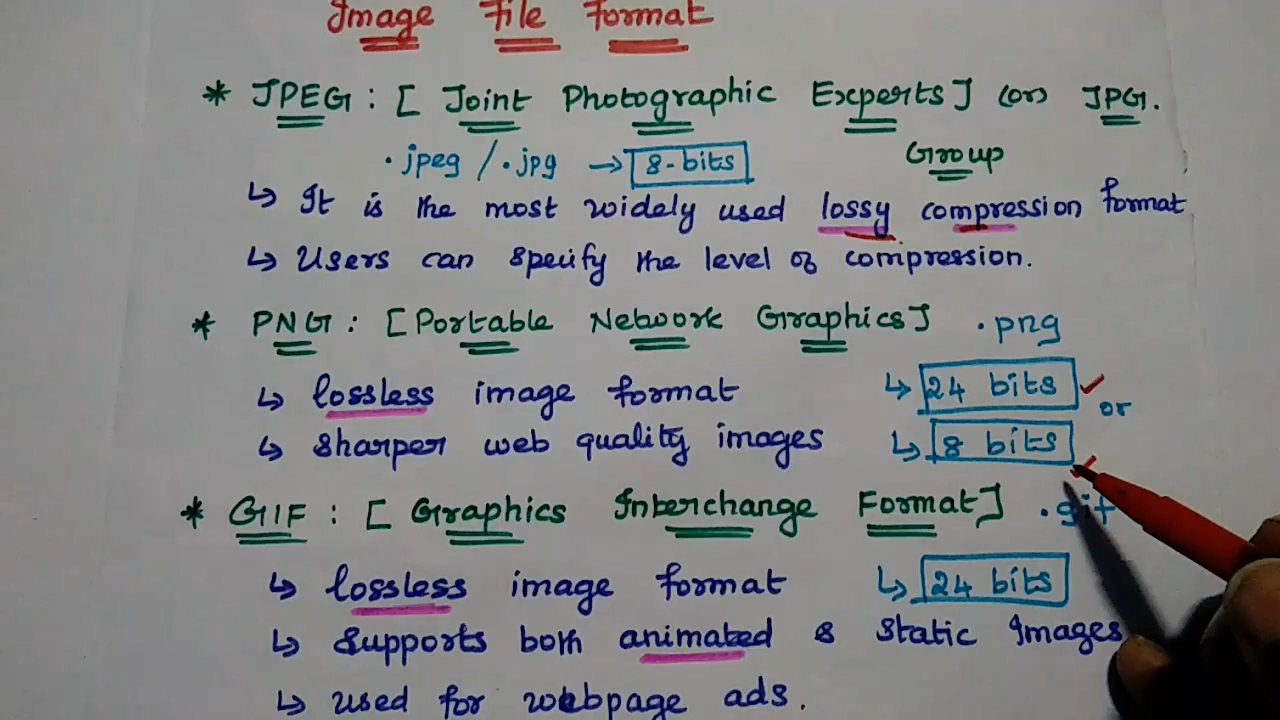 Image File Format
* JPEG : [ Joint Photographic Experts ] (or) JPG.
Group
.jpeg / .jpg → 8-bits
↳ It is the most widely used lossy compression format
↳ Users can specify the level of compression.
* PNG : [Portable Network Graphics] .png
↳ lossless image format ↳ 24 bits ✓
or
↳ sharper web quality images ↳ 8 bits ✓
* GIF : [ Graphics Interchange Format] .gif
↳ lossless image format ↳ 24 bits
↳ Supports both animated & static Images
↳ used for webpage ads.